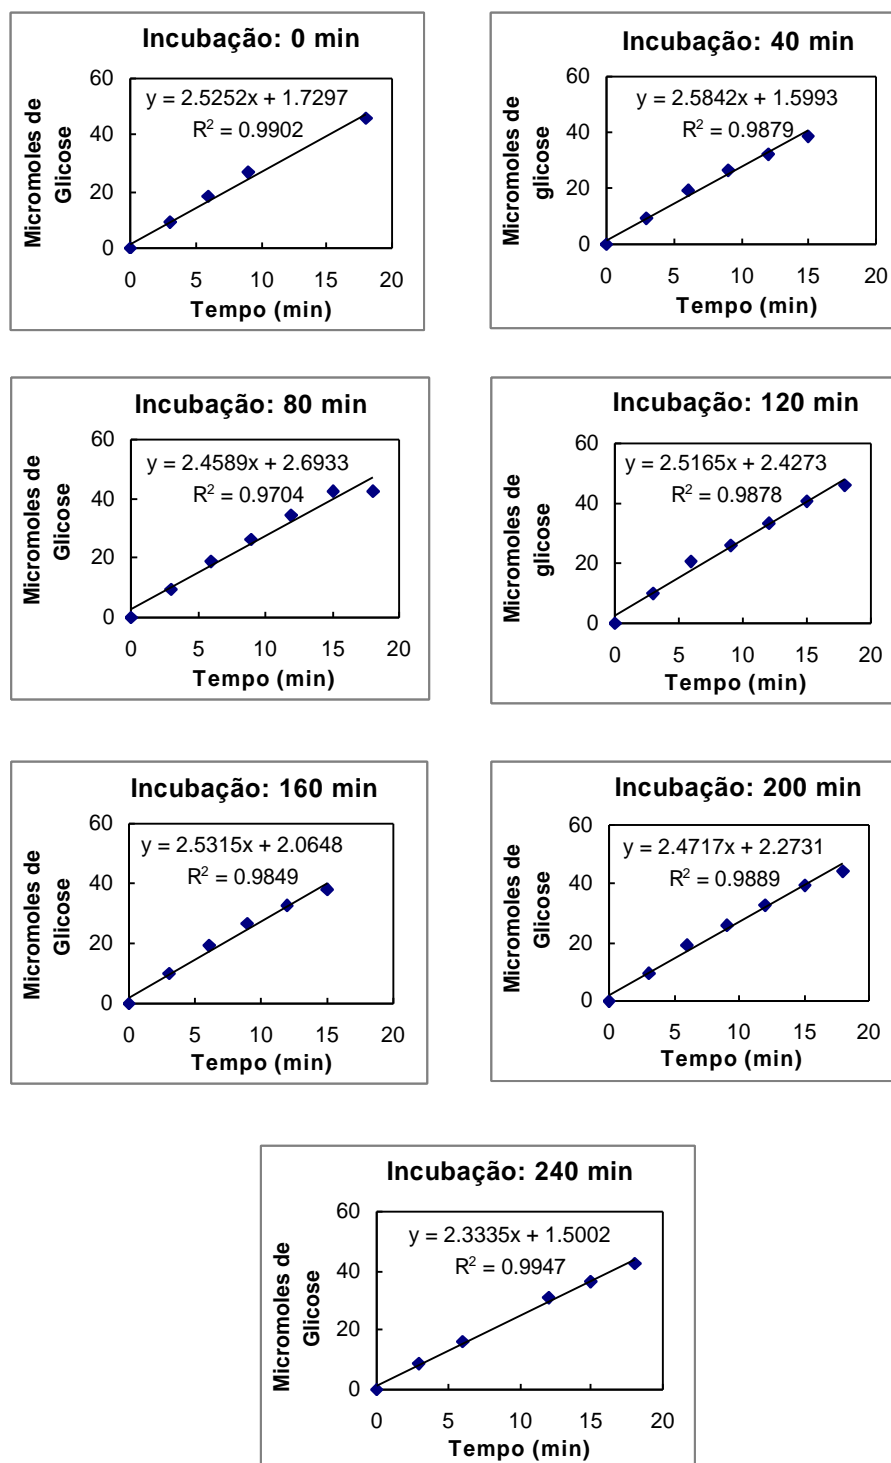 Incubação: 0 min
y = 2.5252x + 1.7297
R² = 0.9902
Micromoles de
Glicose
60
40
20
0
0 5 10 15 20
Tempo (min)
Incubação: 40 min
y = 2.5842x + 1.5993
R² = 0.9879
Micromoles de
glicose
60
40
20
0
0 5 10 15 20
Tempo (min)
Incubação: 80 min
y = 2.4589x + 2.6933
R² = 0.9704
Micromoles de
Glicose
60
40
20
0
0 5 10 15 20
Tempo (min)
Incubação: 120 min
y = 2.5165x + 2.4273
R² = 0.9878
Micromoles de
glicose
60
40
20
0
0 5 10 15 20
Tempo (min)
Incubação: 160 min
y = 2.5315x + 2.0648
R² = 0.9849
Micromoles de
Glicose
60
40
20
0
0 5 10 15 20
Tempo (min)
Incubação: 200 min
y = 2.4717x + 2.2731
R² = 0.9889
Micromoles de
Glicose
60
40
20
0
0 5 10 15 20
Tempo (min)
Incubação: 240 min
y = 2.3335x + 1.5002
R² = 0.9947
Micromoles de
Glicose
60
40
20
0
0 5 10 15 20
Tempo (min)